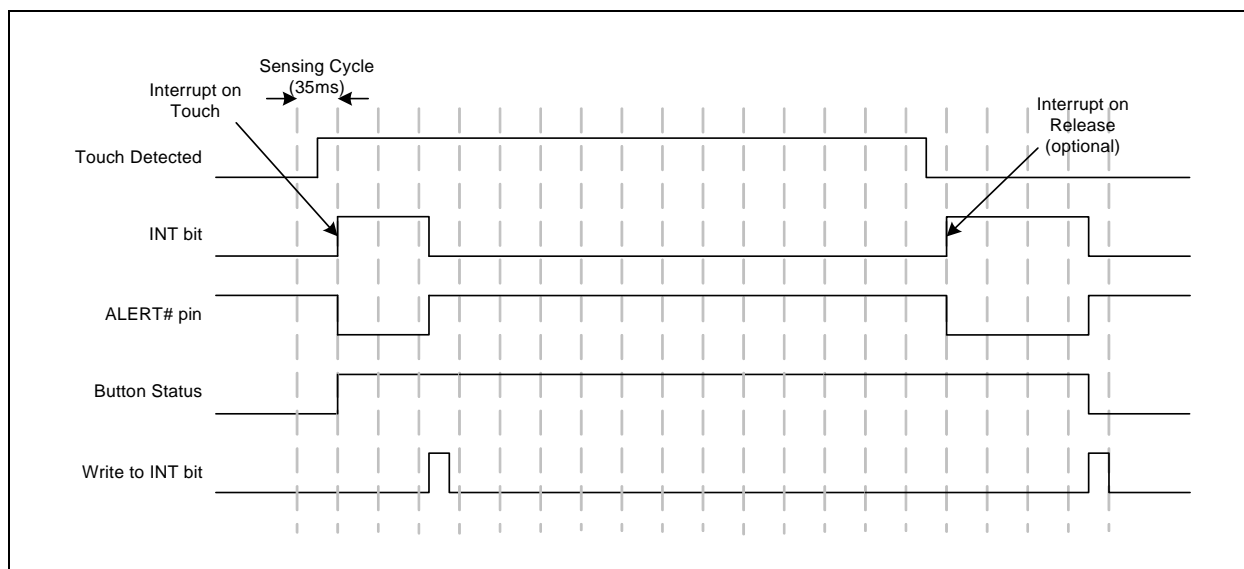 Sensing Cycle
(35ms)
Interrupt on
Touch
Interrupt on
Release
(optional)
Touch Detected
INT bit
ALERT# pin
Button Status
Write to INT bit